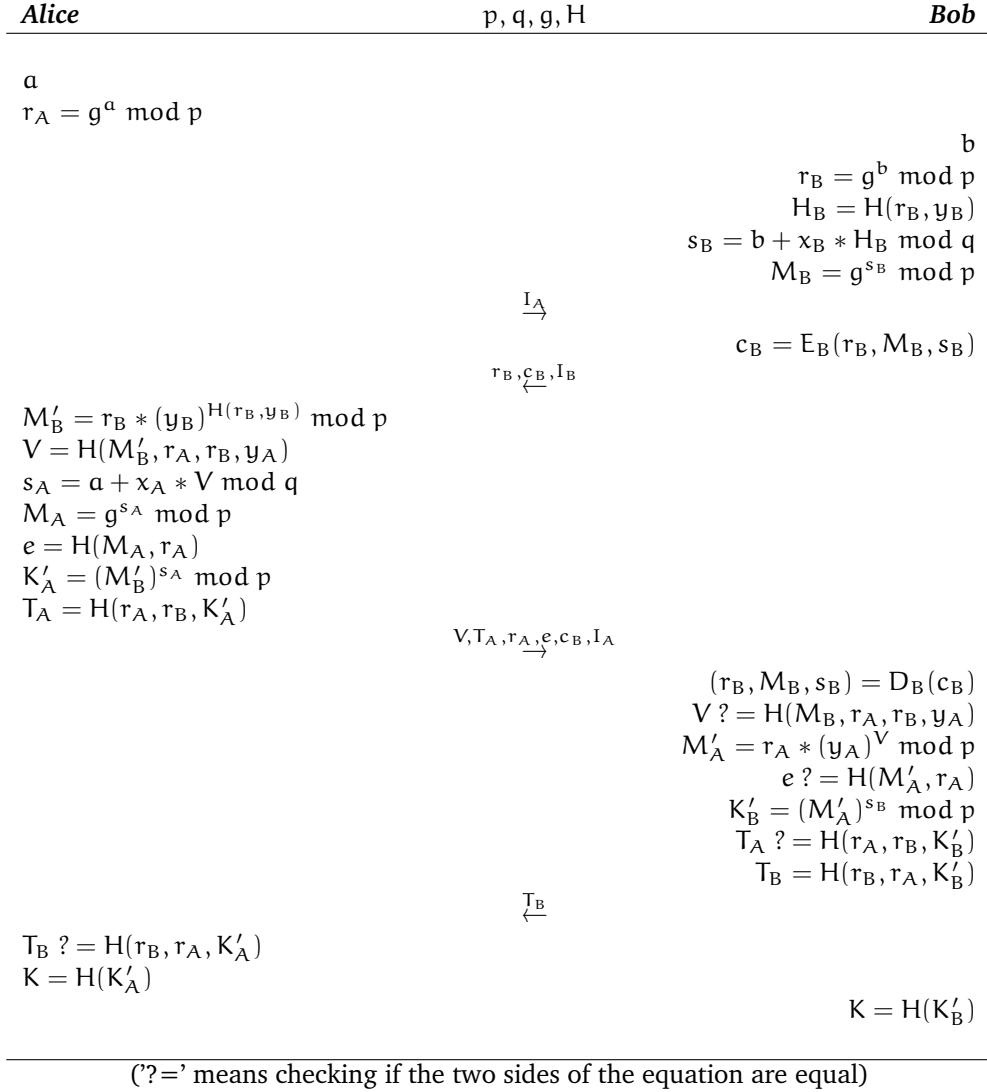 Alice p, q, g, H Bob
a
r_A = g^a mod p
b
r_B = g^b mod p
H_B = H(r_B, y_B)
s_B = b + x_B * H_B mod q
M_B = g^{s_B} mod p
I_A
→
c_B = E_B(r_B, M_B, s_B)
r_B, c_B, I_B
←
M'_B = r_B * (y_B)^{H(r_B, y_B)} mod p
V = H(M'_B, r_A, r_B, y_A)
s_A = a + x_A * V mod q
M_A = g^{s_A} mod p
e = H(M_A, r_A)
K'_A = (M'_B)^{s_A} mod p
T_A = H(r_A, r_B, K'_A)
V, T_A, r_A, e, c_B, I_A
→
(r_B, M_B, s_B) = D_B(c_B)
V ? = H(M_B, r_A, r_B, y_A)
M'_A = r_A * (y_A)^V mod p
e ? = H(M'_A, r_A)
K'_B = (M'_A)^{s_B} mod p
T_A ? = H(r_A, r_B, K'_B)
T_B = H(r_B, r_A, K'_B)
T_B
←
T_B ? = H(r_B, r_A, K'_A)
K = H(K'_A)
K = H(K'_B)
('?=' means checking if the two sides of the equation are equal)